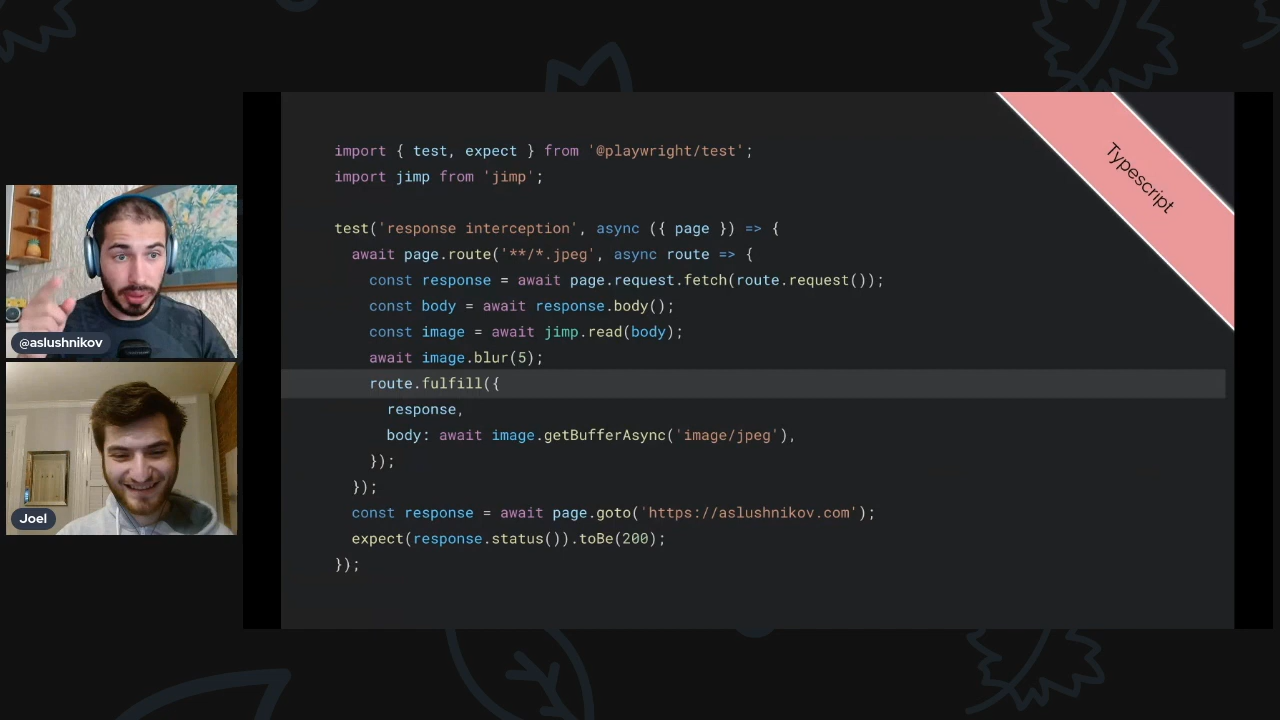 import { test, expect } from '@playwright/test';
import jimp from 'jimp';
test('response interception', async ({ page }) => {
await page.route('**/*.jpeg', async route => {
const response = await page.request.fetch(route.request());
const body = await response.body();
const image = await jimp.read(body);
await image.blur(5);
route.fulfill({
response,
body: await image.getBufferAsync('image/jpeg'),
});
});
const response = await page.goto('https://aslushnikov.com');
expect(response.status()).toBe(200);
});
Typescript
@aslushnikov
Joel